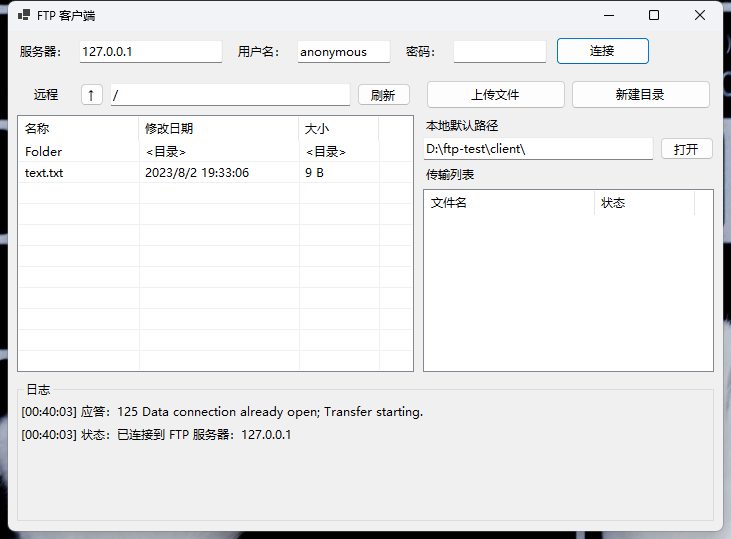 FTP 客户端
服务器： 127.0.0.1 用户名： anonymous 密码： 连接
远程 ↑ / 刷新 上传文件 新建目录
名称 修改日期 大小
Folder <目录> <目录>
text.txt 2023/8/2 19:33:06 9 B
本地默认路径
D:\ftp-test\client\ 打开
传输列表
文件名 状态
日志
[00:40:03] 应答：125 Data connection already open; Transfer starting.
[00:40:03] 状态：已连接到 FTP 服务器：127.0.0.1